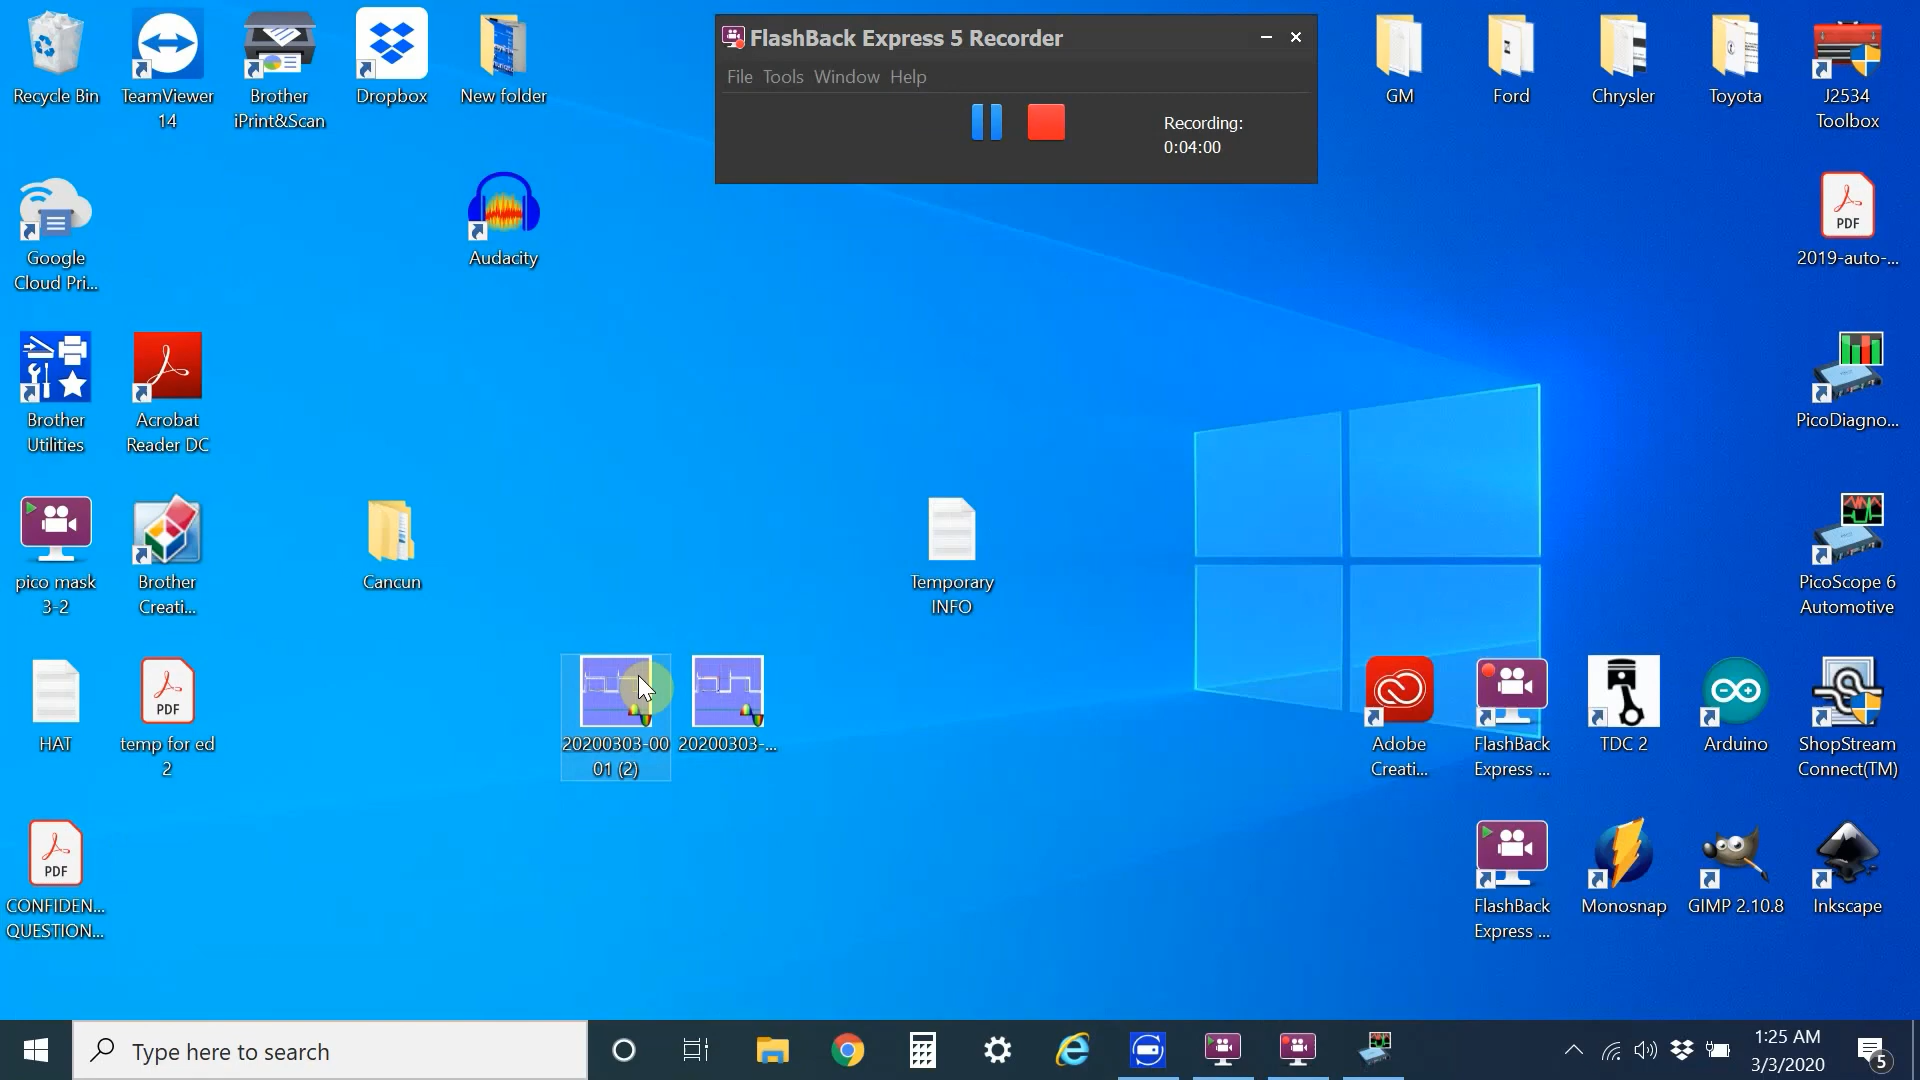 FlashBack Express 5 Recorder
File Tools Window Help
Recording:
0:04:00
Recycle Bin
TeamViewer
14
Brother
iPrint&Scan
Dropbox
New folder
GM
Ford
Chrysler
Toyota
J2534
Toolbox
Google
Cloud Pri...
Audacity
PDF
2019-auto-...
Brother
Utilities
Acrobat
Reader DC
PicoDiagno...
pico mask
3-2
Brother
Creati...
Cancun
Temporary
INFO
PicoScope 6
Automotive
HAT
PDF
temp for ed
2
20200303-00
01 (2)
20200303-...
Adobe
Creati...
FlashBack
Express ...
TDC 2
Arduino
ShopStream
Connect(TM)
PDF
CONFIDEN...
QUESTION...
FlashBack
Express ...
Monosnap
GIMP 2.10.8
Inkscape
Type here to search
1:25 AM
3/3/2020
5